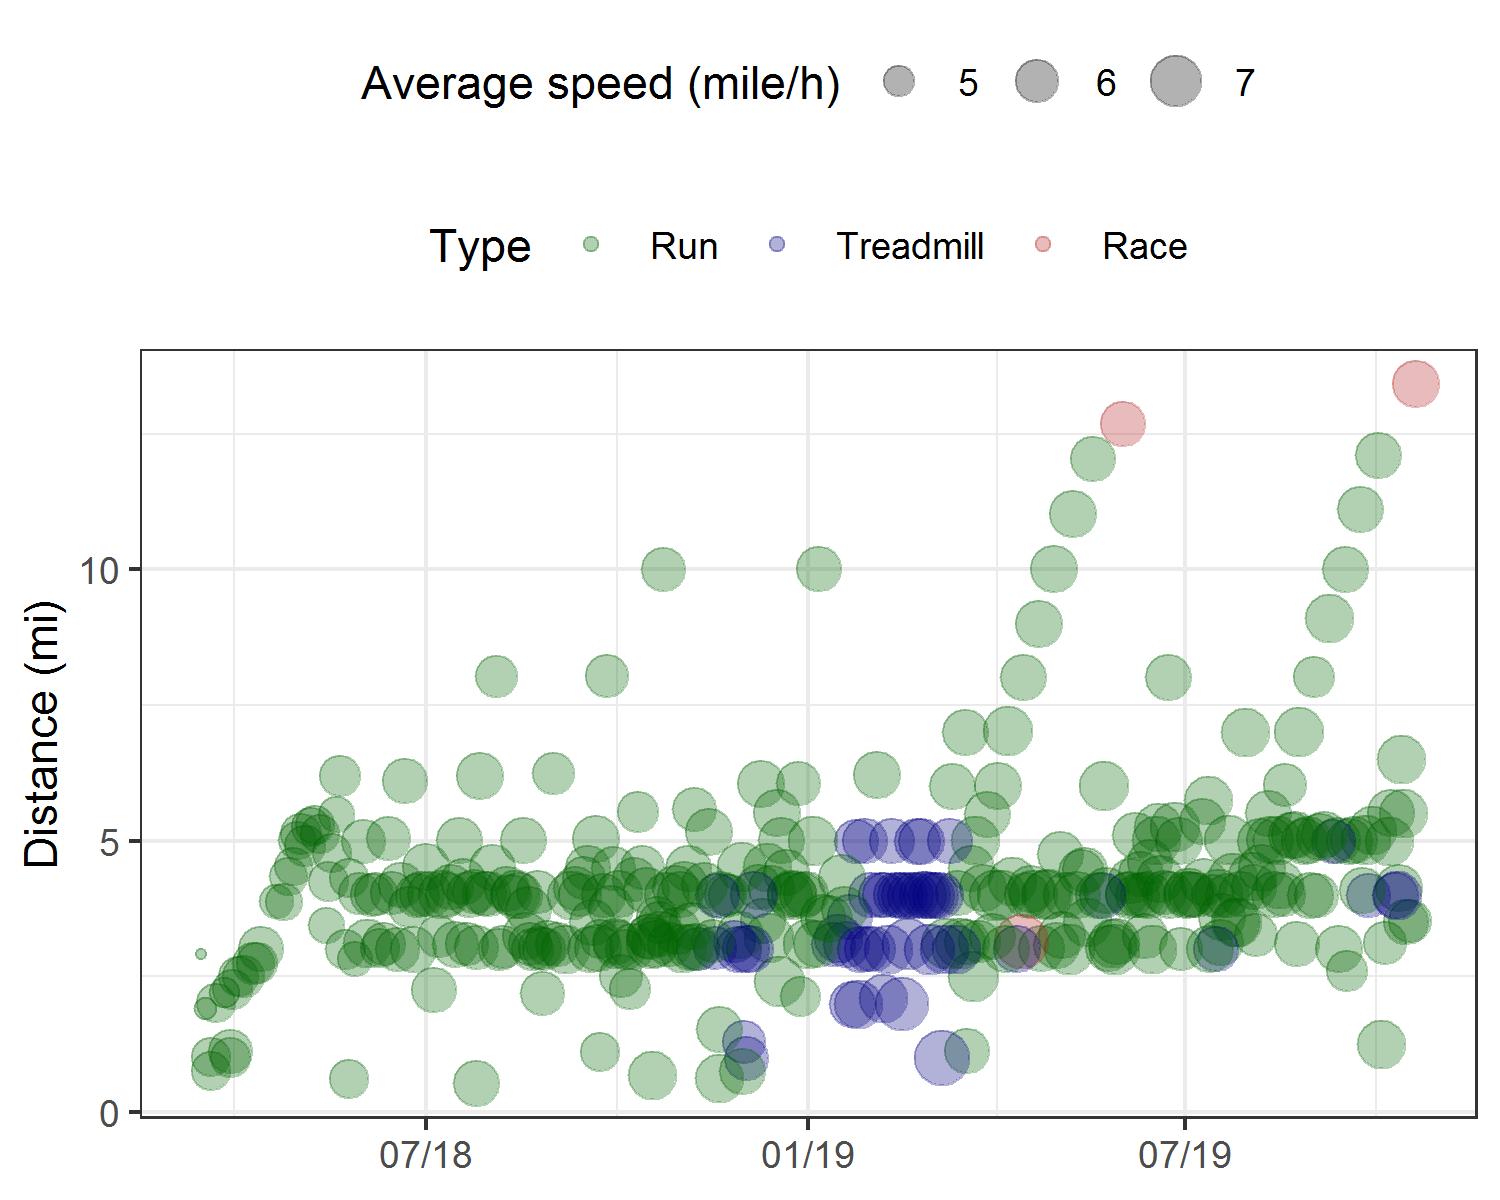 Average speed (mile/h) 5 6 7
Type Run Treadmill Race
Distance (mi)
10
5
0
07/18 01/19 07/19